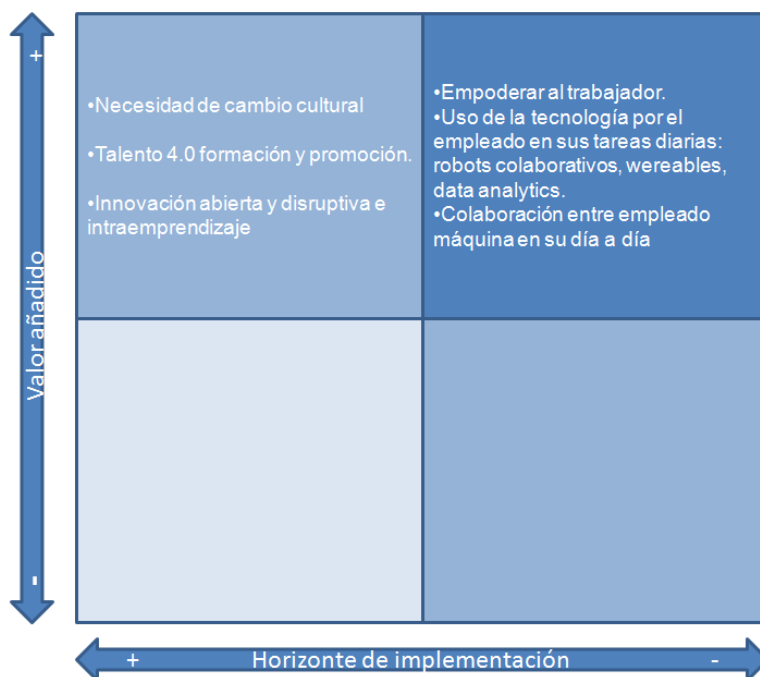 +
Valor añadido
-
•Necesidad de cambio cultural
•Talento 4.0 formación y promoción.
•Innovación abierta y disruptiva e
intraemprendizaje
•Empoderar al trabajador.
•Uso de la tecnología por el
empleado en sus tareas diarias:
robots colaborativos, wereables,
data analytics.
•Colaboración entre empleado
máquina en su día a día
+ Horizonte de implementación -